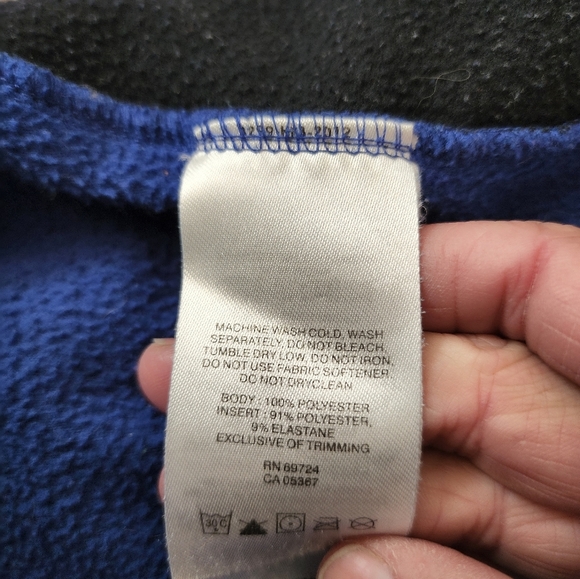 MACHINE WASH COLD, WASH
SEPARATELY, DO NOT BLEACH,
TUMBLE DRY LOW, DO NOT IRON,
DO NOT USE FABRIC SOFTENER,
DO NOT DRYCLEAN
BODY : 100% POLYESTER
INSERT : 91% POLYESTER,
9% ELASTANE
EXCLUSIVE OF TRIMMING
RN 69724
CA 05367
30 C